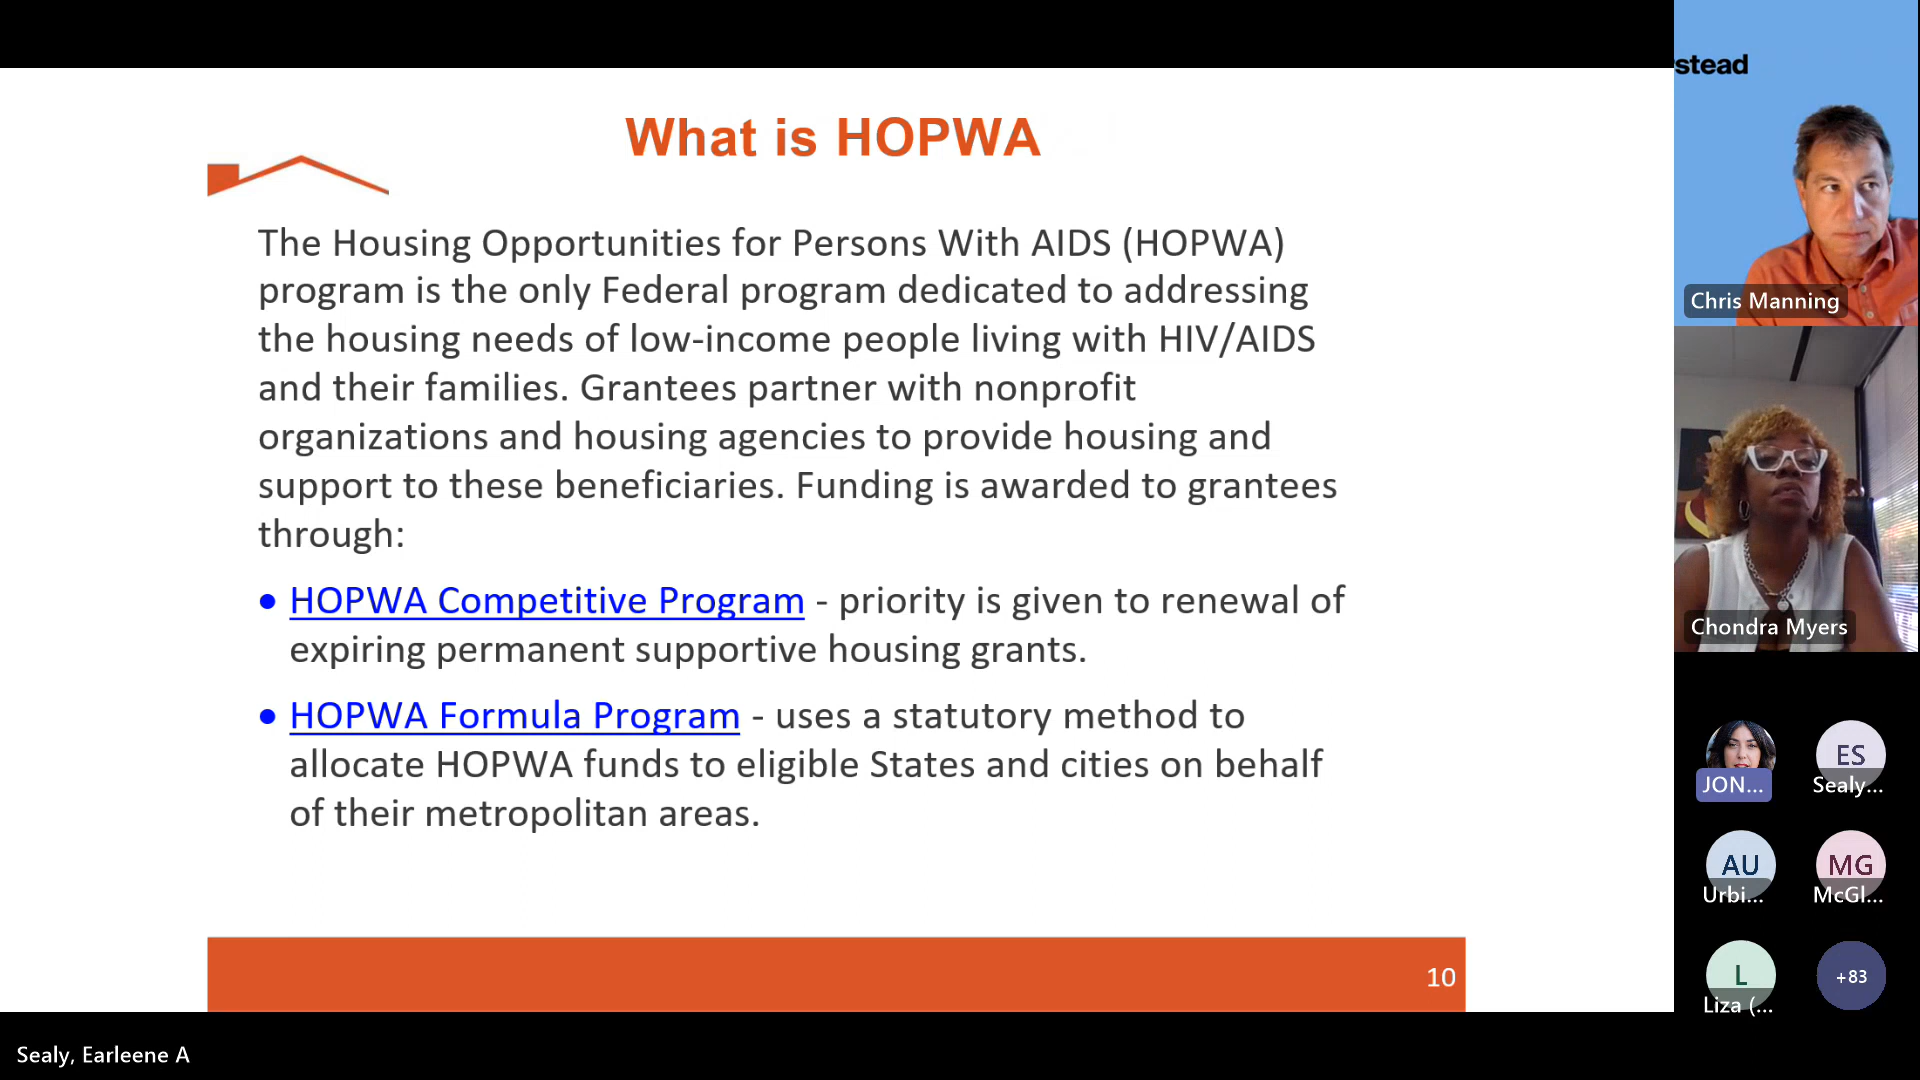 What is HOPWA
The Housing Opportunities for Persons With AIDS (HOPWA)
program is the only Federal program dedicated to addressing
the housing needs of low-income people living with HIV/AIDS
and their families. Grantees partner with nonprofit
organizations and housing agencies to provide housing and
support to these beneficiaries. Funding is awarded to grantees
through:
• HOPWA Competitive Program - priority is given to renewal of
expiring permanent supportive housing grants.
• HOPWA Formula Program - uses a statutory method to
allocate HOPWA funds to eligible States and cities on behalf
of their metropolitan areas.
10
Sealy, Earleene A
stead
Chris Manning
Chondra Myers
JON...
ES
Sealy...
AU
Urbi...
MG
McGl...
L
Liza (...
+83